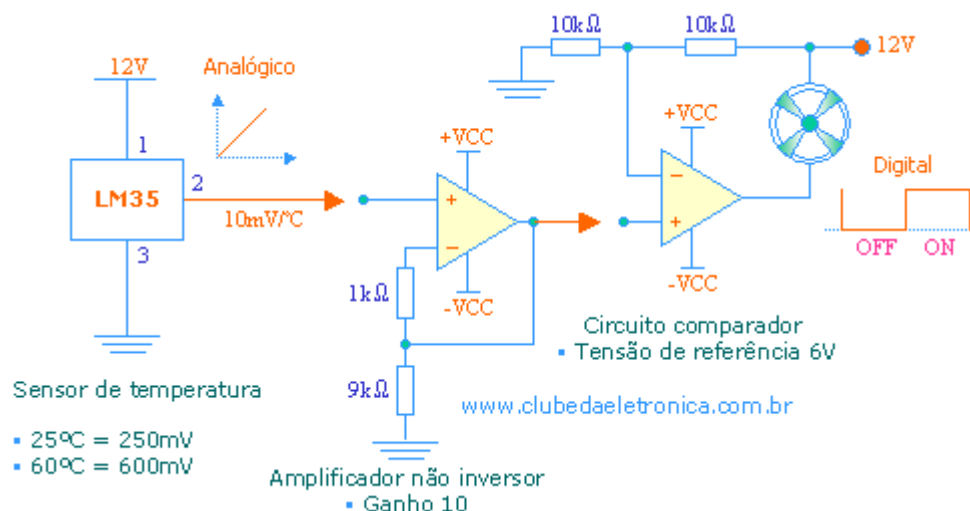 10kΩ
10kΩ
12V
12V
Analógico
1
LM35
2
10mV/ºC
3
+VCC
+
−
-VCC
1kΩ
9kΩ
+VCC
−
+
-VCC
Digital
OFF
ON
Circuito comparador
▪ Tensão de referência 6V
Sensor de temperatura
▪ 25ºC = 250mV
▪ 60ºC = 600mV
www.clubedaeletronica.com.br
Amplificador não inversor
▪ Ganho 10